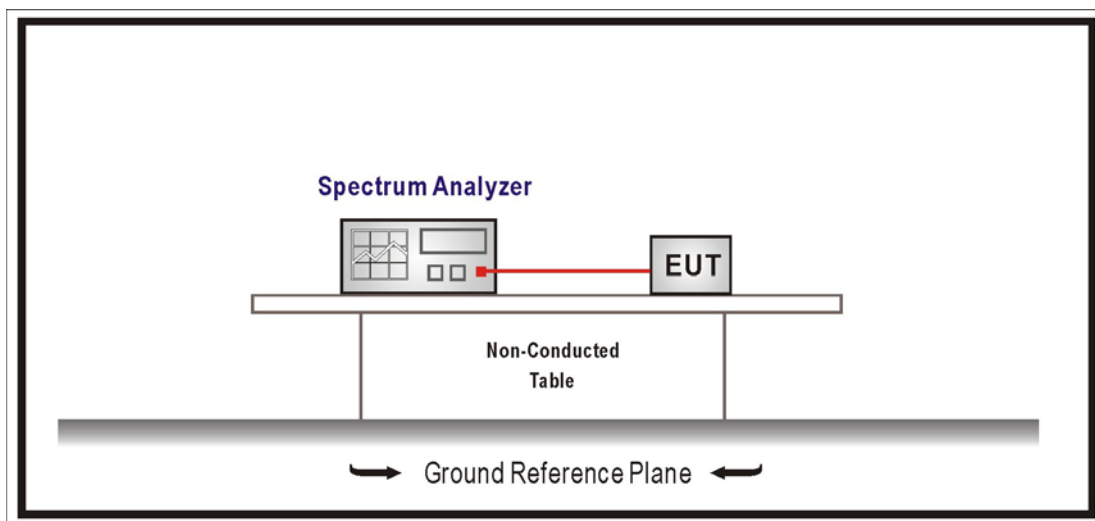 Spectrum Analyzer
EUT
Non-Conducted
Table
Ground Reference Plane